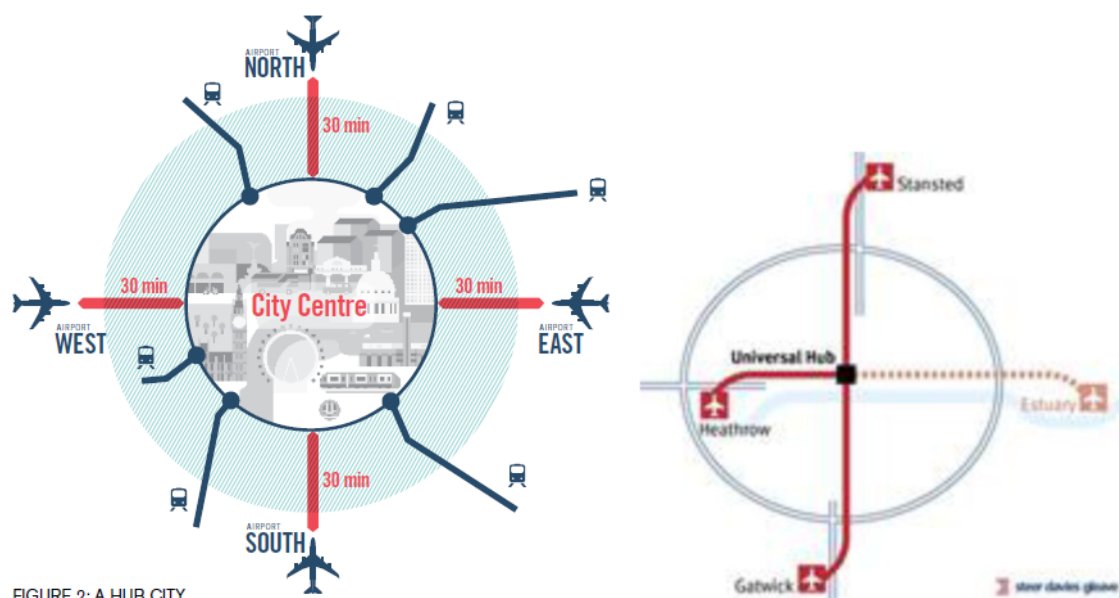 AIRPORT
NORTH
30 min
30 min
City Centre
30 min
AIRPORT
WEST
AIRPORT
EAST
30 min
AIRPORT
SOUTH
FIGURE 2: A HUB CITY
Stansted
Universal Hub
Heathrow
Estuary
Gatwick
steer davies gleave